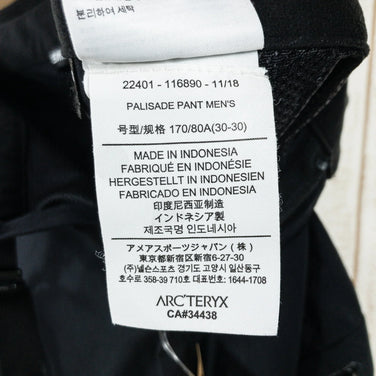 분리하여 세탁
22401 - 116890 - 11/18
PALISADE PANT MEN'S
号型/规格 170/80A(30-30)
MADE IN INDONESIA
FABRIQUÉ EN INDONÉSIE
HERGESTELLT IN INDONESIEN
FABRICADO EN INDONESIA
印度尼西亚制造
インドネシア製
제조국명 인도네시아
アメアスポーツジャパン(株)
東京都新宿区新宿6-27-30
(주)넬슨스포츠 경기도 고양시 일산동구
호수로 358-39 710호 대표번호: 1644-1708
ARC'TERYX
CA#34438